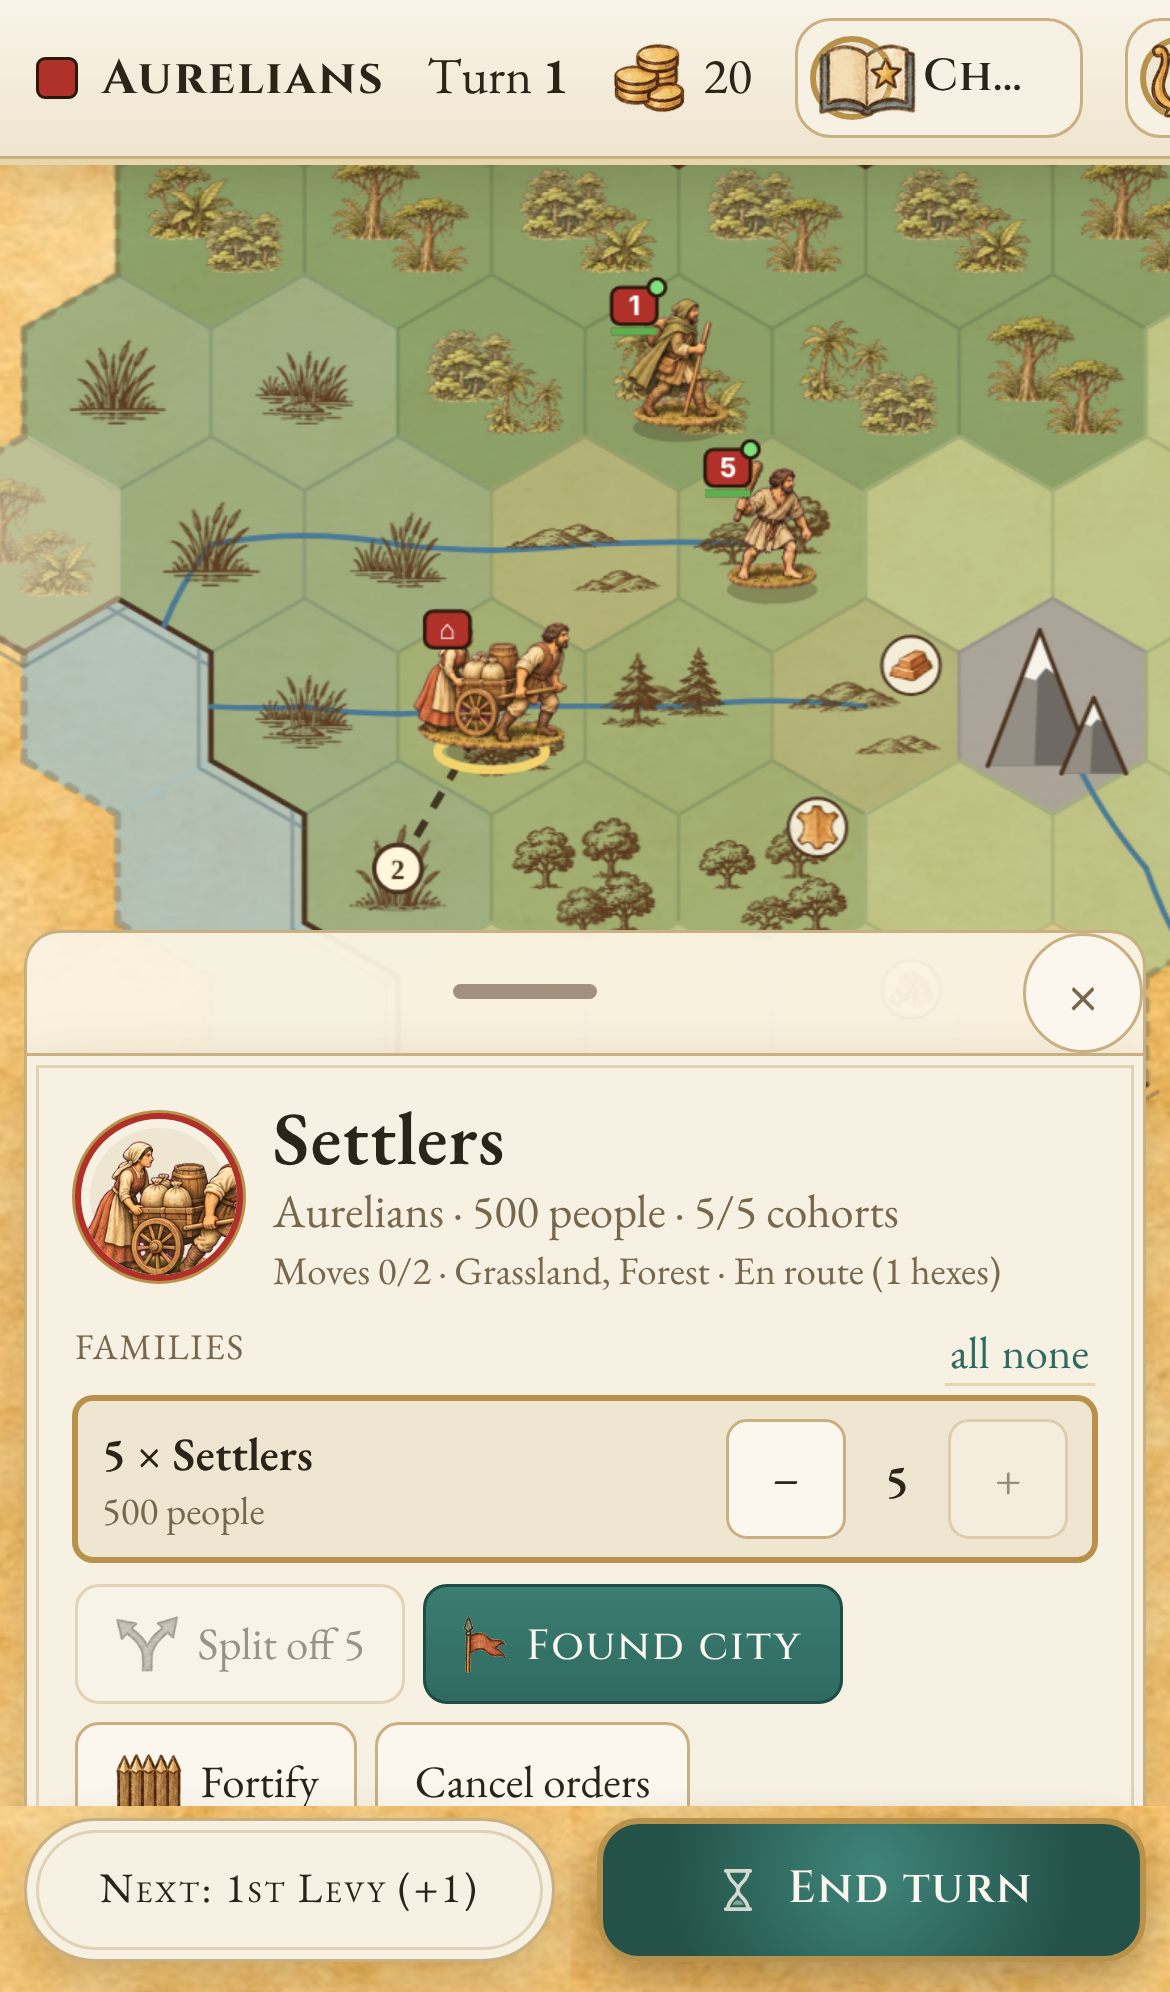 AURELIANS Turn 1 20 CH...
1
5
2
×
Settlers
Aurelians · 500 people · 5/5 cohorts
Moves 0/2 · Grassland, Forest · En route (1 hexes)
FAMILIES all none
5 × Settlers
500 people
− 5 +
Split off 5 FOUND CITY
Fortify Cancel orders
NEXT: 1ST LEVY (+1) END TURN